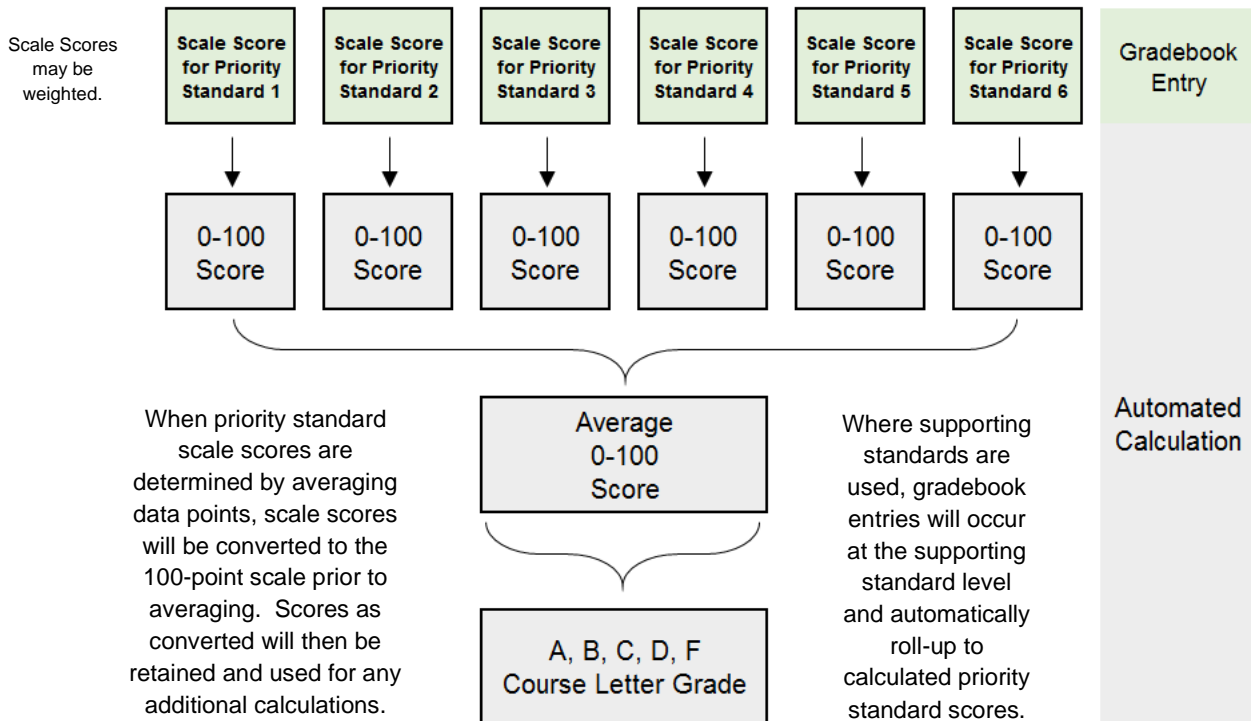 Scale Scores
may be
weighted.
Scale Score
for Priority
Standard 1
Scale Score
for Priority
Standard 2
Scale Score
for Priority
Standard 3
Scale Score
for Priority
Standard 4
Scale Score
for Priority
Standard 5
Scale Score
for Priority
Standard 6
Gradebook
Entry
0-100
Score
0-100
Score
0-100
Score
0-100
Score
0-100
Score
0-100
Score
When priority standard
scale scores are
determined by averaging
data points, scale scores
will be converted to the
100-point scale prior to
averaging. Scores as
converted will then be
retained and used for any
additional calculations.
Average
0-100
Score
A, B, C, D, F
Course Letter Grade
Where supporting
standards are
used, gradebook
entries will occur
at the supporting
standard level
and automatically
roll-up to
calculated priority
standard scores.
Automated
Calculation